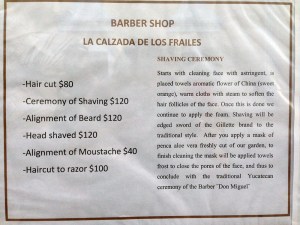 BARBER SHOP
LA CALZADA DE LOS FRAILES
-Hair cut $80
-Ceremony of Shaving $120
-Alignment of Beard $120
-Head shaved $120
-Alignment of Moustache $40
-Haircut to razor $100
SHAVING CEREMONY
Starts with cleaning face with astringent, is
placed towels aromatic flower of China (sweet
orange), warm cloths with steam to soften the
hair follicles of the face. Once this is done we
continue to apply the foam, Shaving will be
edged sword of the Gillette brand to the
traditional style. After you apply a mask of
penca aloe vera freshly cut of our garden, to
finish cleaning the mask will be applied towels
frost to close the pores of the face, and thus to
conclude with the traditional Yucatecan
ceremony of the Barber "Don Miguel"